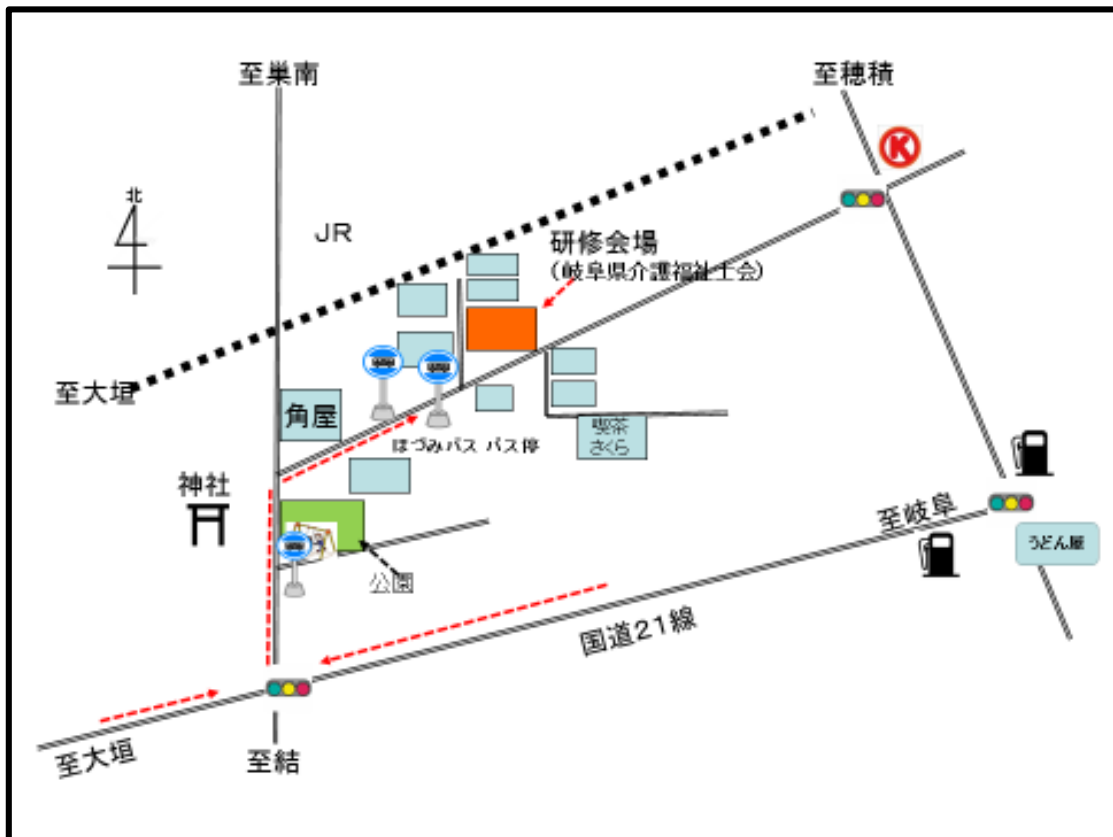 至巣南
至穂積
K
北
JR
研修会場
(岐阜県介護福祉士会)
至大垣
角屋
喫茶
さくら
ほづみバス バス停
神社
至岐阜
うどん屋
公園
国道21線
至大垣
至結